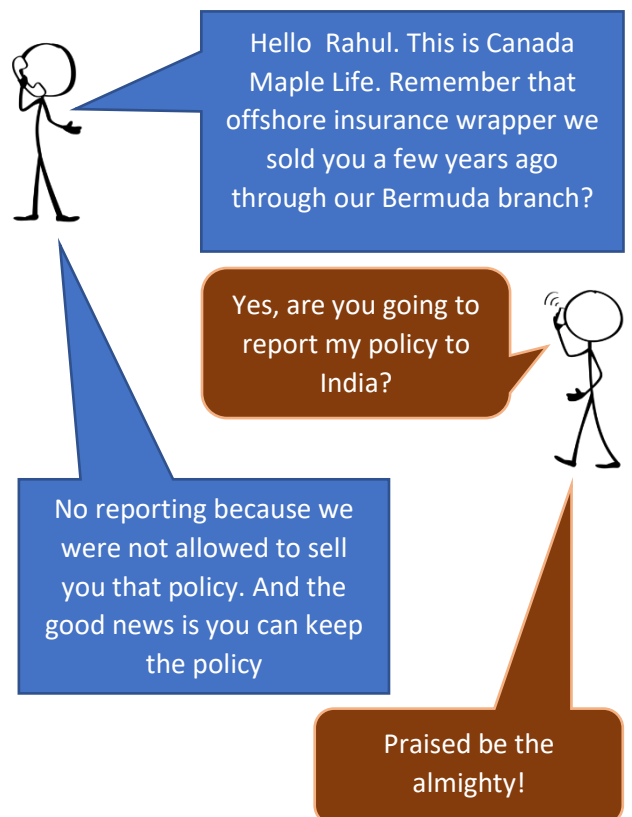 Hello  Rahul. This is Canada
Maple Life. Remember that
offshore insurance wrapper we
sold you a few years ago
through our Bermuda branch?
Yes, are you going to
report my policy to
India?
No reporting because we
were not allowed to sell
you that policy. And the
good news is you can keep
the policy
Praised be the
almighty!